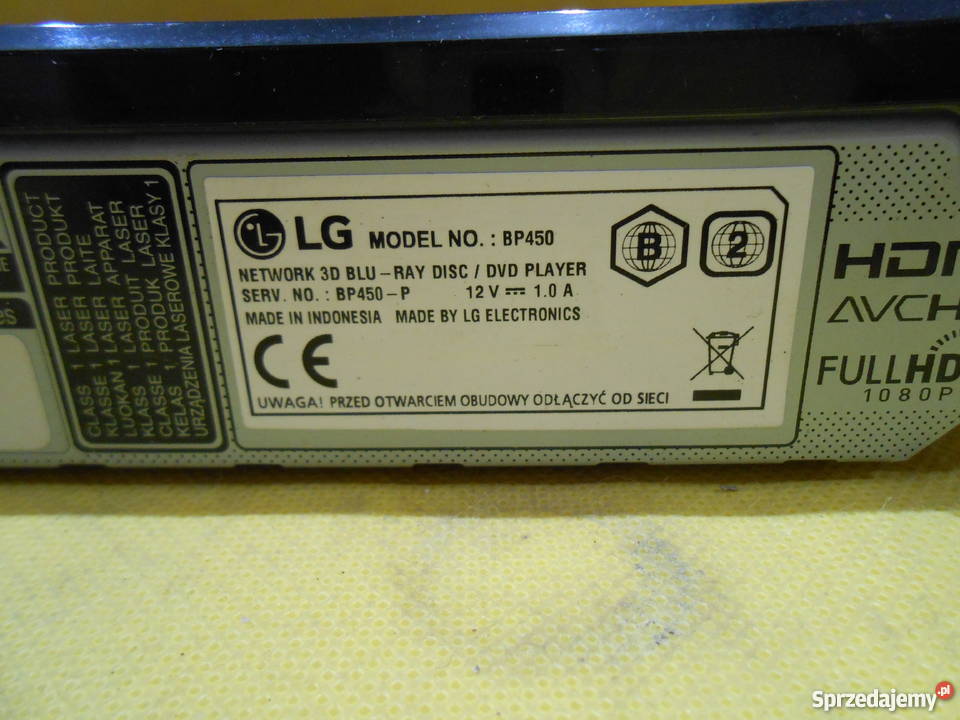 CLASS 1 LASER PRODUCT
KLASSE 1 LASER PRODUKT
LUOKAN 1 LASER LAITE
KLASS 1 LASER APPARAT
CLASSE 1 PRODUIT LASER
KELAS 1 PRODUK LASER
URZĄDZENIA LASEROWE KLASY 1
LG MODEL NO. : BP450
NETWORK 3D BLU-RAY DISC / DVD PLAYER
SERV. NO. : BP450-P 12 V 1.0 A
MADE IN INDONESIA MADE BY LG ELECTRONICS
CE
UWAGA! PRZED OTWARCIEM OBUDOWY ODŁĄCZYĆ OD SIECI
B
2
AVCH
FULLHD
1080P
Sprzedajemy.pl